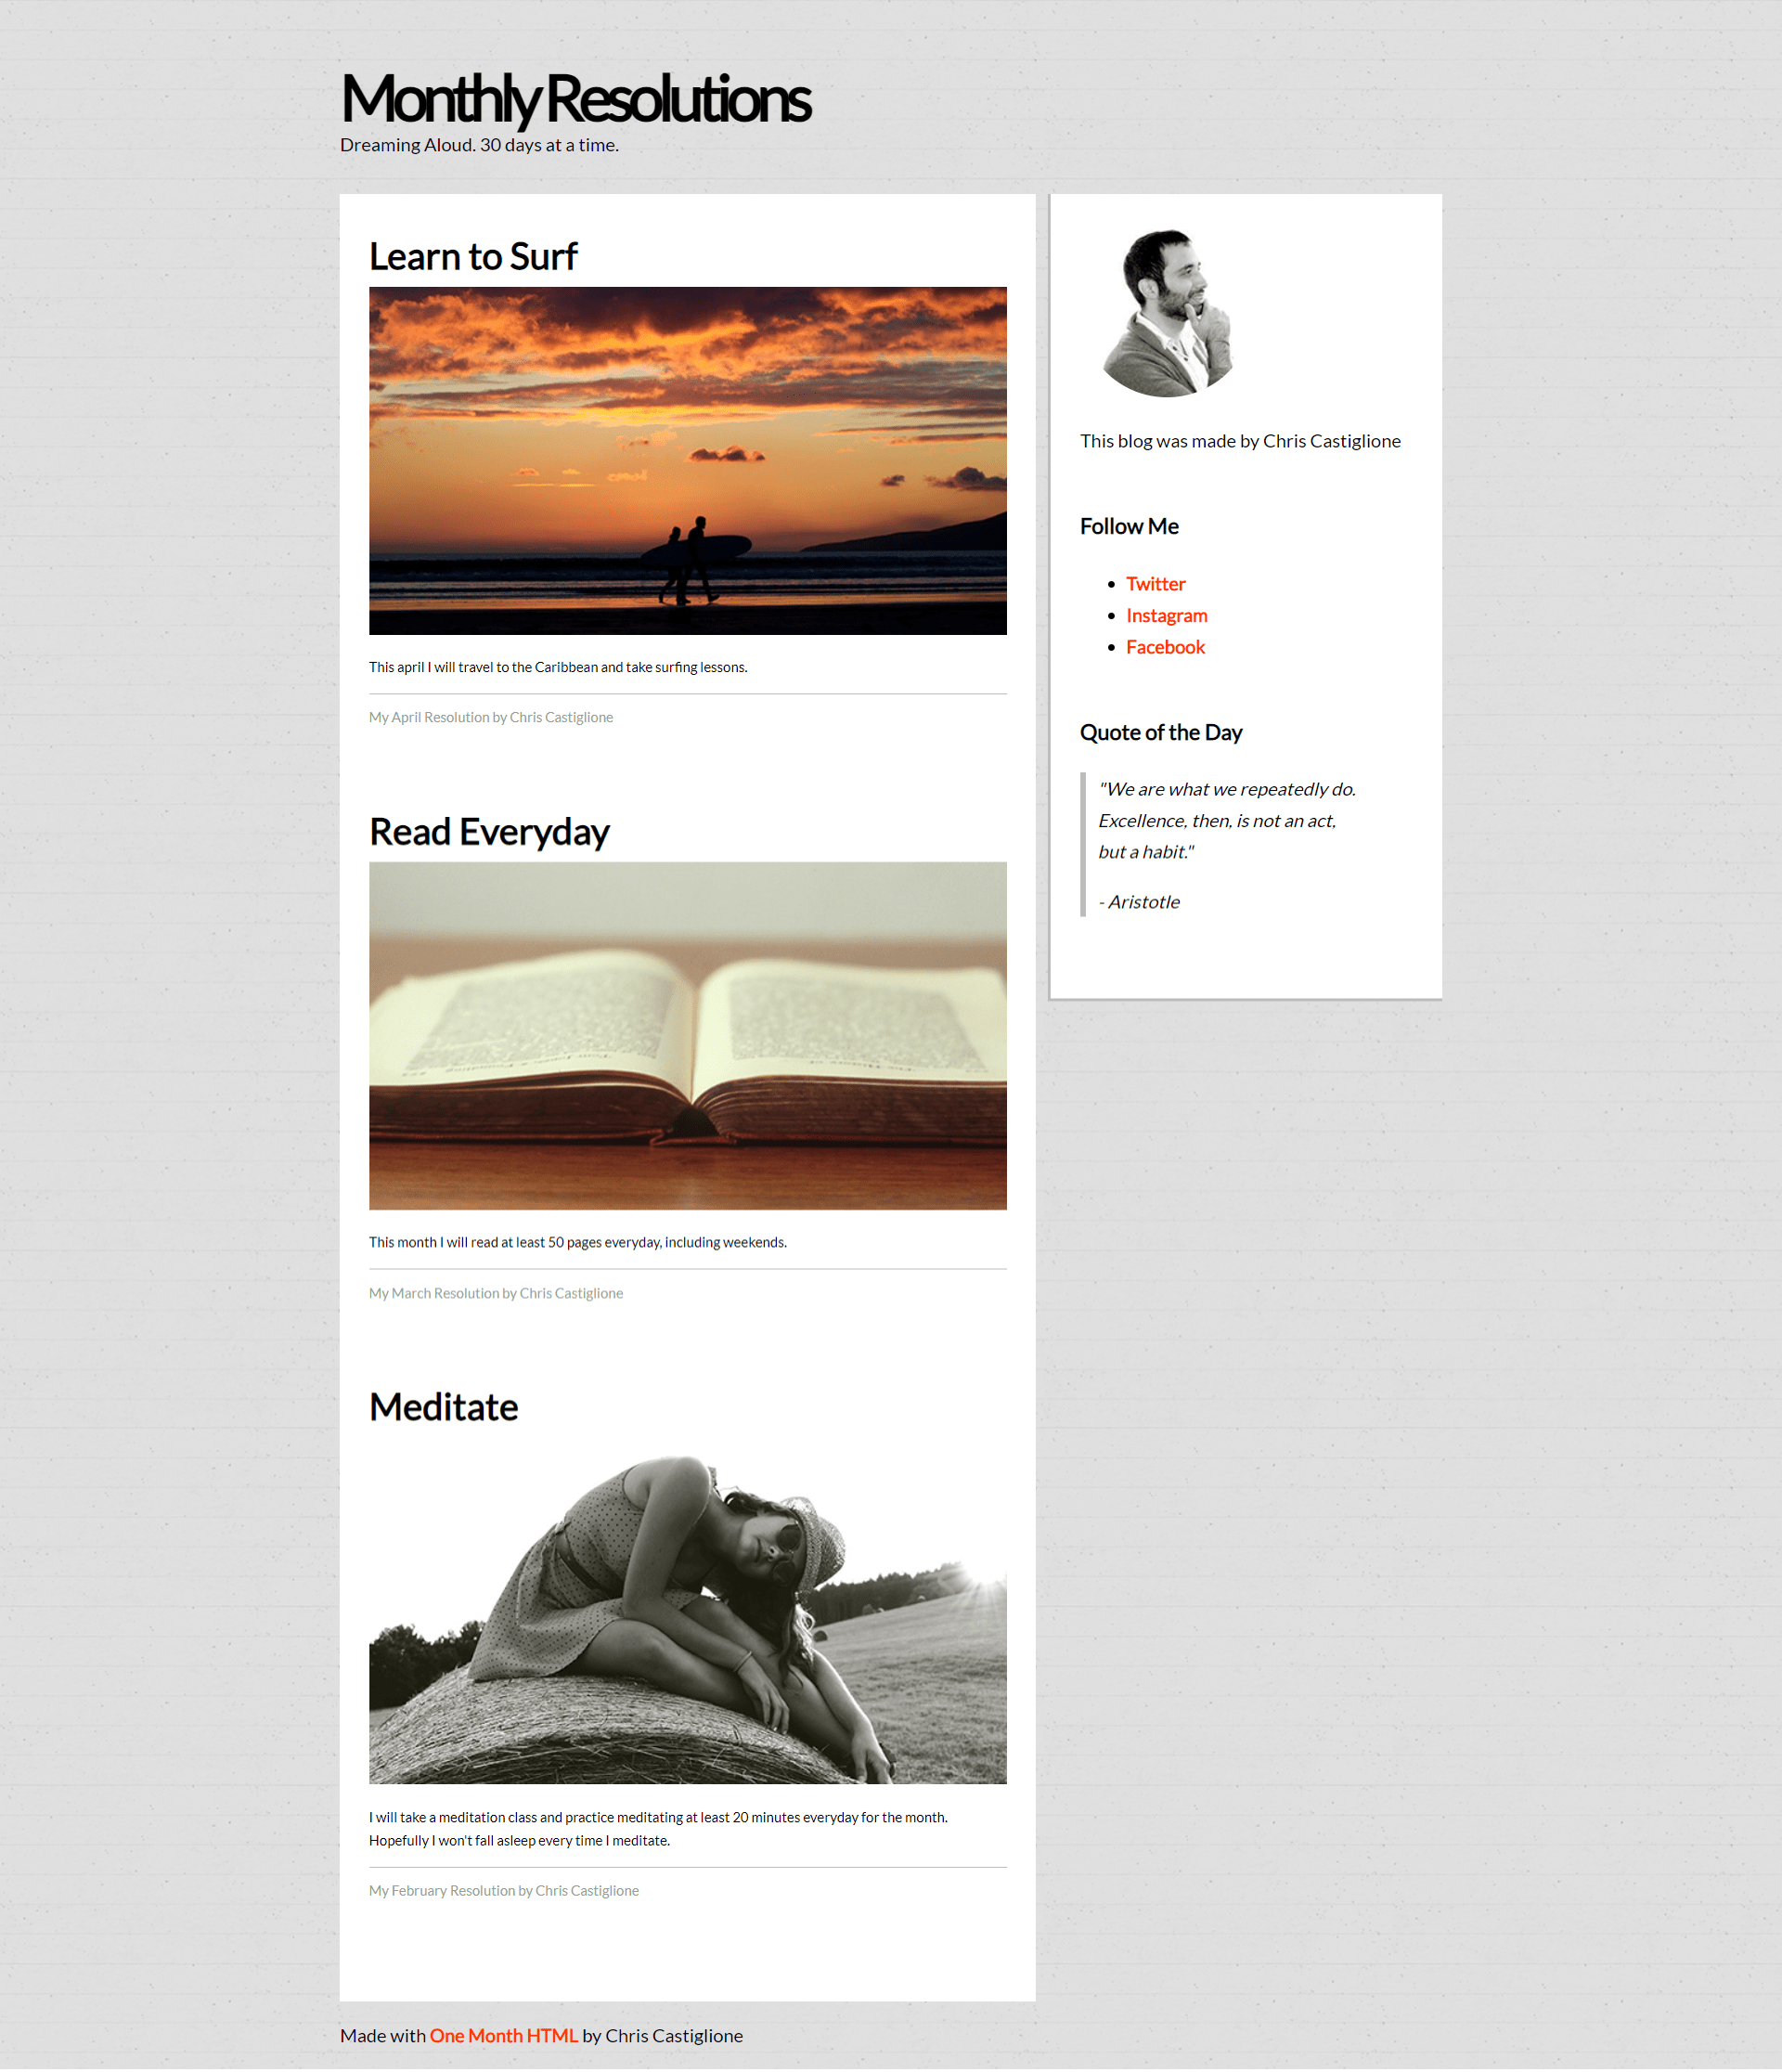 Monthly Resolutions
Dreaming Aloud. 30 days at a time.
Learn to Surf
This april I will travel to the Caribbean and take surfing lessons.
My April Resolution by Chris Castiglione
Read Everyday
This month I will read at least 50 pages everyday, including weekends.
My March Resolution by Chris Castiglione
Meditate
I will take a meditation class and practice meditating at least 20 minutes everyday for the month.
Hopefully I won't fall asleep every time I meditate.
My February Resolution by Chris Castiglione
This blog was made by Chris Castiglione
Follow Me
Twitter
Instagram
Facebook
Quote of the Day
"We are what we repeatedly do.
Excellence, then, is not an act,
but a habit."
- Aristotle
Made with One Month HTML by Chris Castiglione